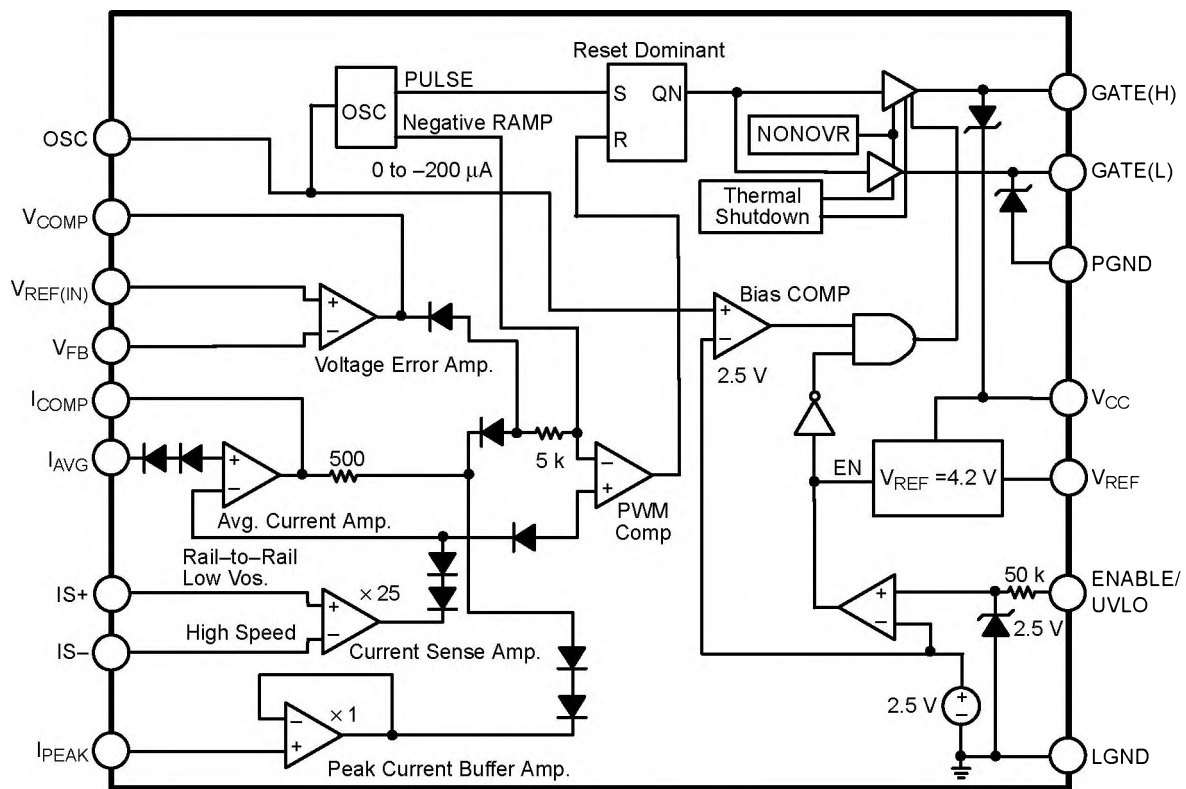 Reset Dominant
PULSE
OSC
S QN
R
GATE(H)
OSC
Negative RAMP
NONOVR
0 to –200 µA
GATE(L)
Thermal
Shutdown
VCOMP
PGND
VREF(IN)
+
−
Bias COMP
+
−
VFB
Voltage Error Amp.
2.5 V
ICOMP
VCC
IAVG
+
−
500
5 k
−
+
EN
VREF =4.2 V
VREF
Avg. Current Amp.
PWM
Comp
Rail–to–Rail
Low Vos.
IS+
+
−
× 25
High Speed
IS–
Current Sense Amp.
+
−
50 k
ENABLE/
UVLO
2.5 V
−
+
× 1
2.5 V
+
−
IPEAK
Peak Current Buffer Amp.
LGND